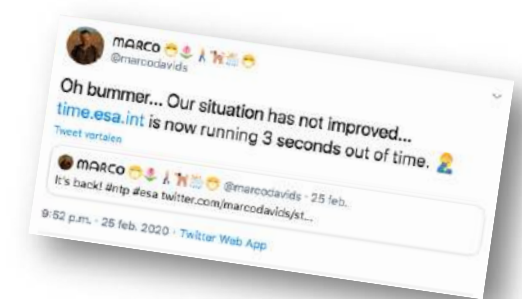 MARCO
@marcodavids
Oh bummer... Our situation has not improved...
time.esa.int is now running 3 seconds out of time.
Tweet vertalen
MARCO @marcodavids · 25 feb.
It's back! #ntp #esa twitter.com/marcodavids/st...
9:52 p.m. · 25 feb. 2020 · Twitter Web App